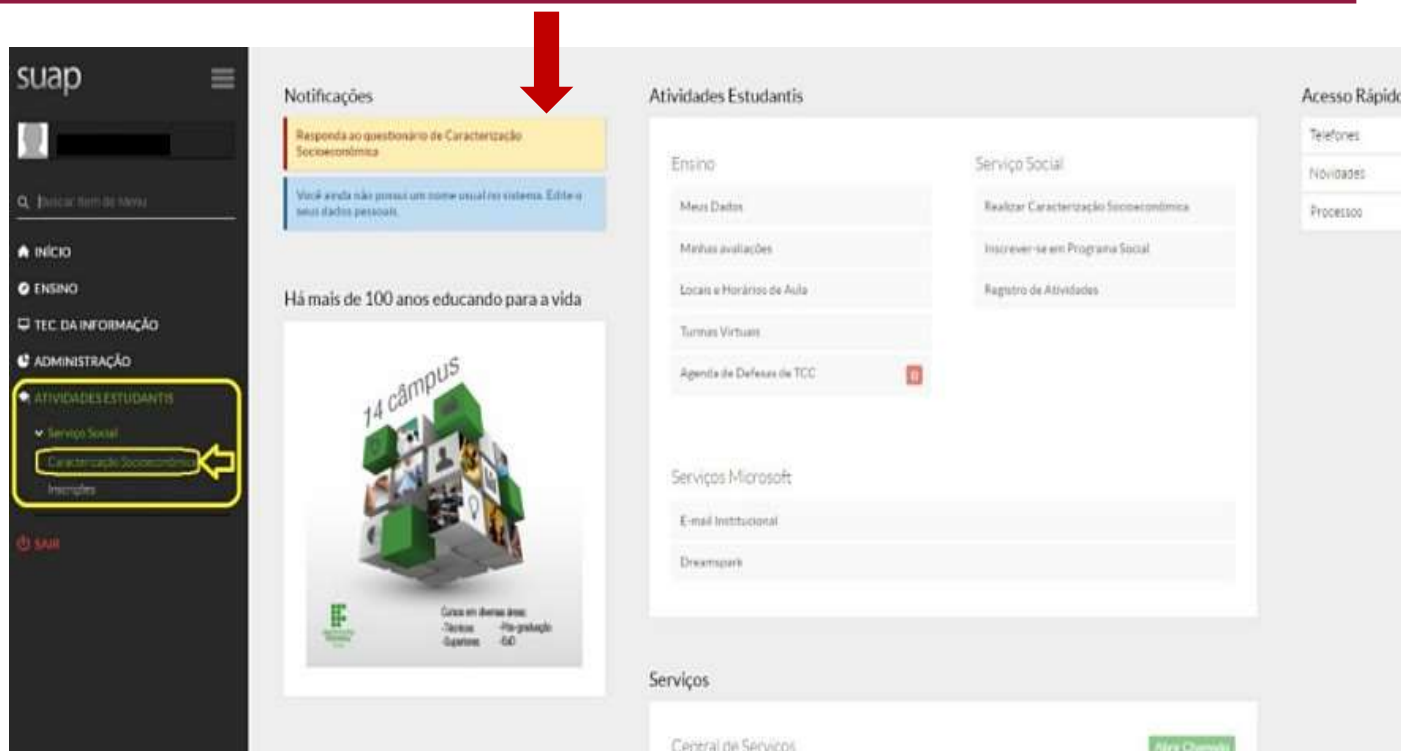 suap
Buscar Item de Menu
INÍCIO
ENSINO
TEC. DA INFORMAÇÃO
ADMINISTRAÇÃO
ATIVIDADES ESTUDANTIS
Serviço Social
Caracterização Socioeconômica
Inscrições
SAIR
Notificações
Responda ao questionário de Caracterização
Socioeconômica
Você ainda não possui um nome usual no sistema. Edite o
seus dados pessoais.
Há mais de 100 anos educando para a vida
14 câmpus
INSTITUTO
FEDERAL
Cursos em diversas áreas:
-Técnicos -Pós-graduação
-Superiores -EaD
Atividades Estudantis
Ensino
Meus Dados
Minhas avaliações
Locais e Horários de Aula
Turmas Virtuais
Agenda de Defesas de TCC
Serviço Social
Realizar Caracterização Socioeconômica
Inscrever-se em Programa Social
Registro de Atividades
Serviços Microsoft
E-mail Institucional
Dreamspark
Serviços
Central de Serviços
Abrir Chamado
Acesso Rápido
Telefones
Novidades
Processos